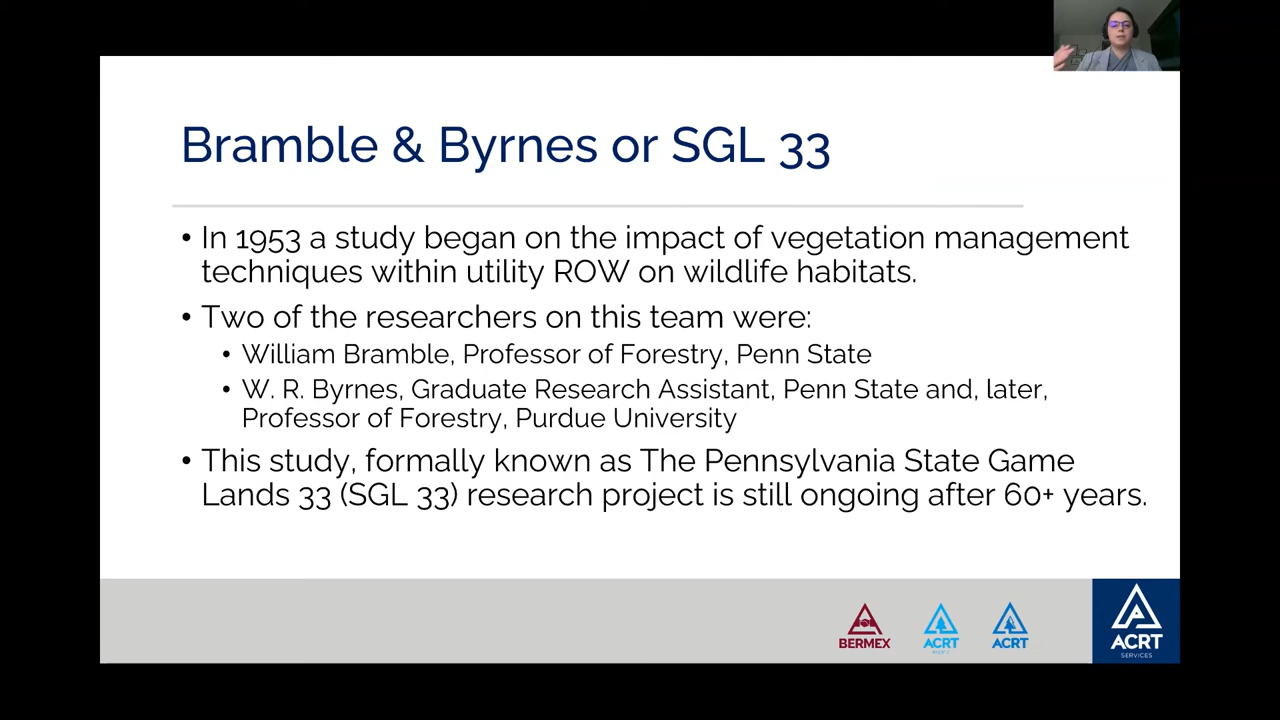 Bramble & Byrnes or SGL 33
• In 1953 a study began on the impact of vegetation management
techniques within utility ROW on wildlife habitats.
• Two of the researchers on this team were:
• William Bramble, Professor of Forestry, Penn State
• W. R. Byrnes, Graduate Research Assistant, Penn State and, later,
Professor of Forestry, Purdue University
• This study, formally known as The Pennsylvania State Game
Lands 33 (SGL 33) research project is still ongoing after 60+ years.
BERMEX
ACRT
ACRT
ACRT
SERVICES